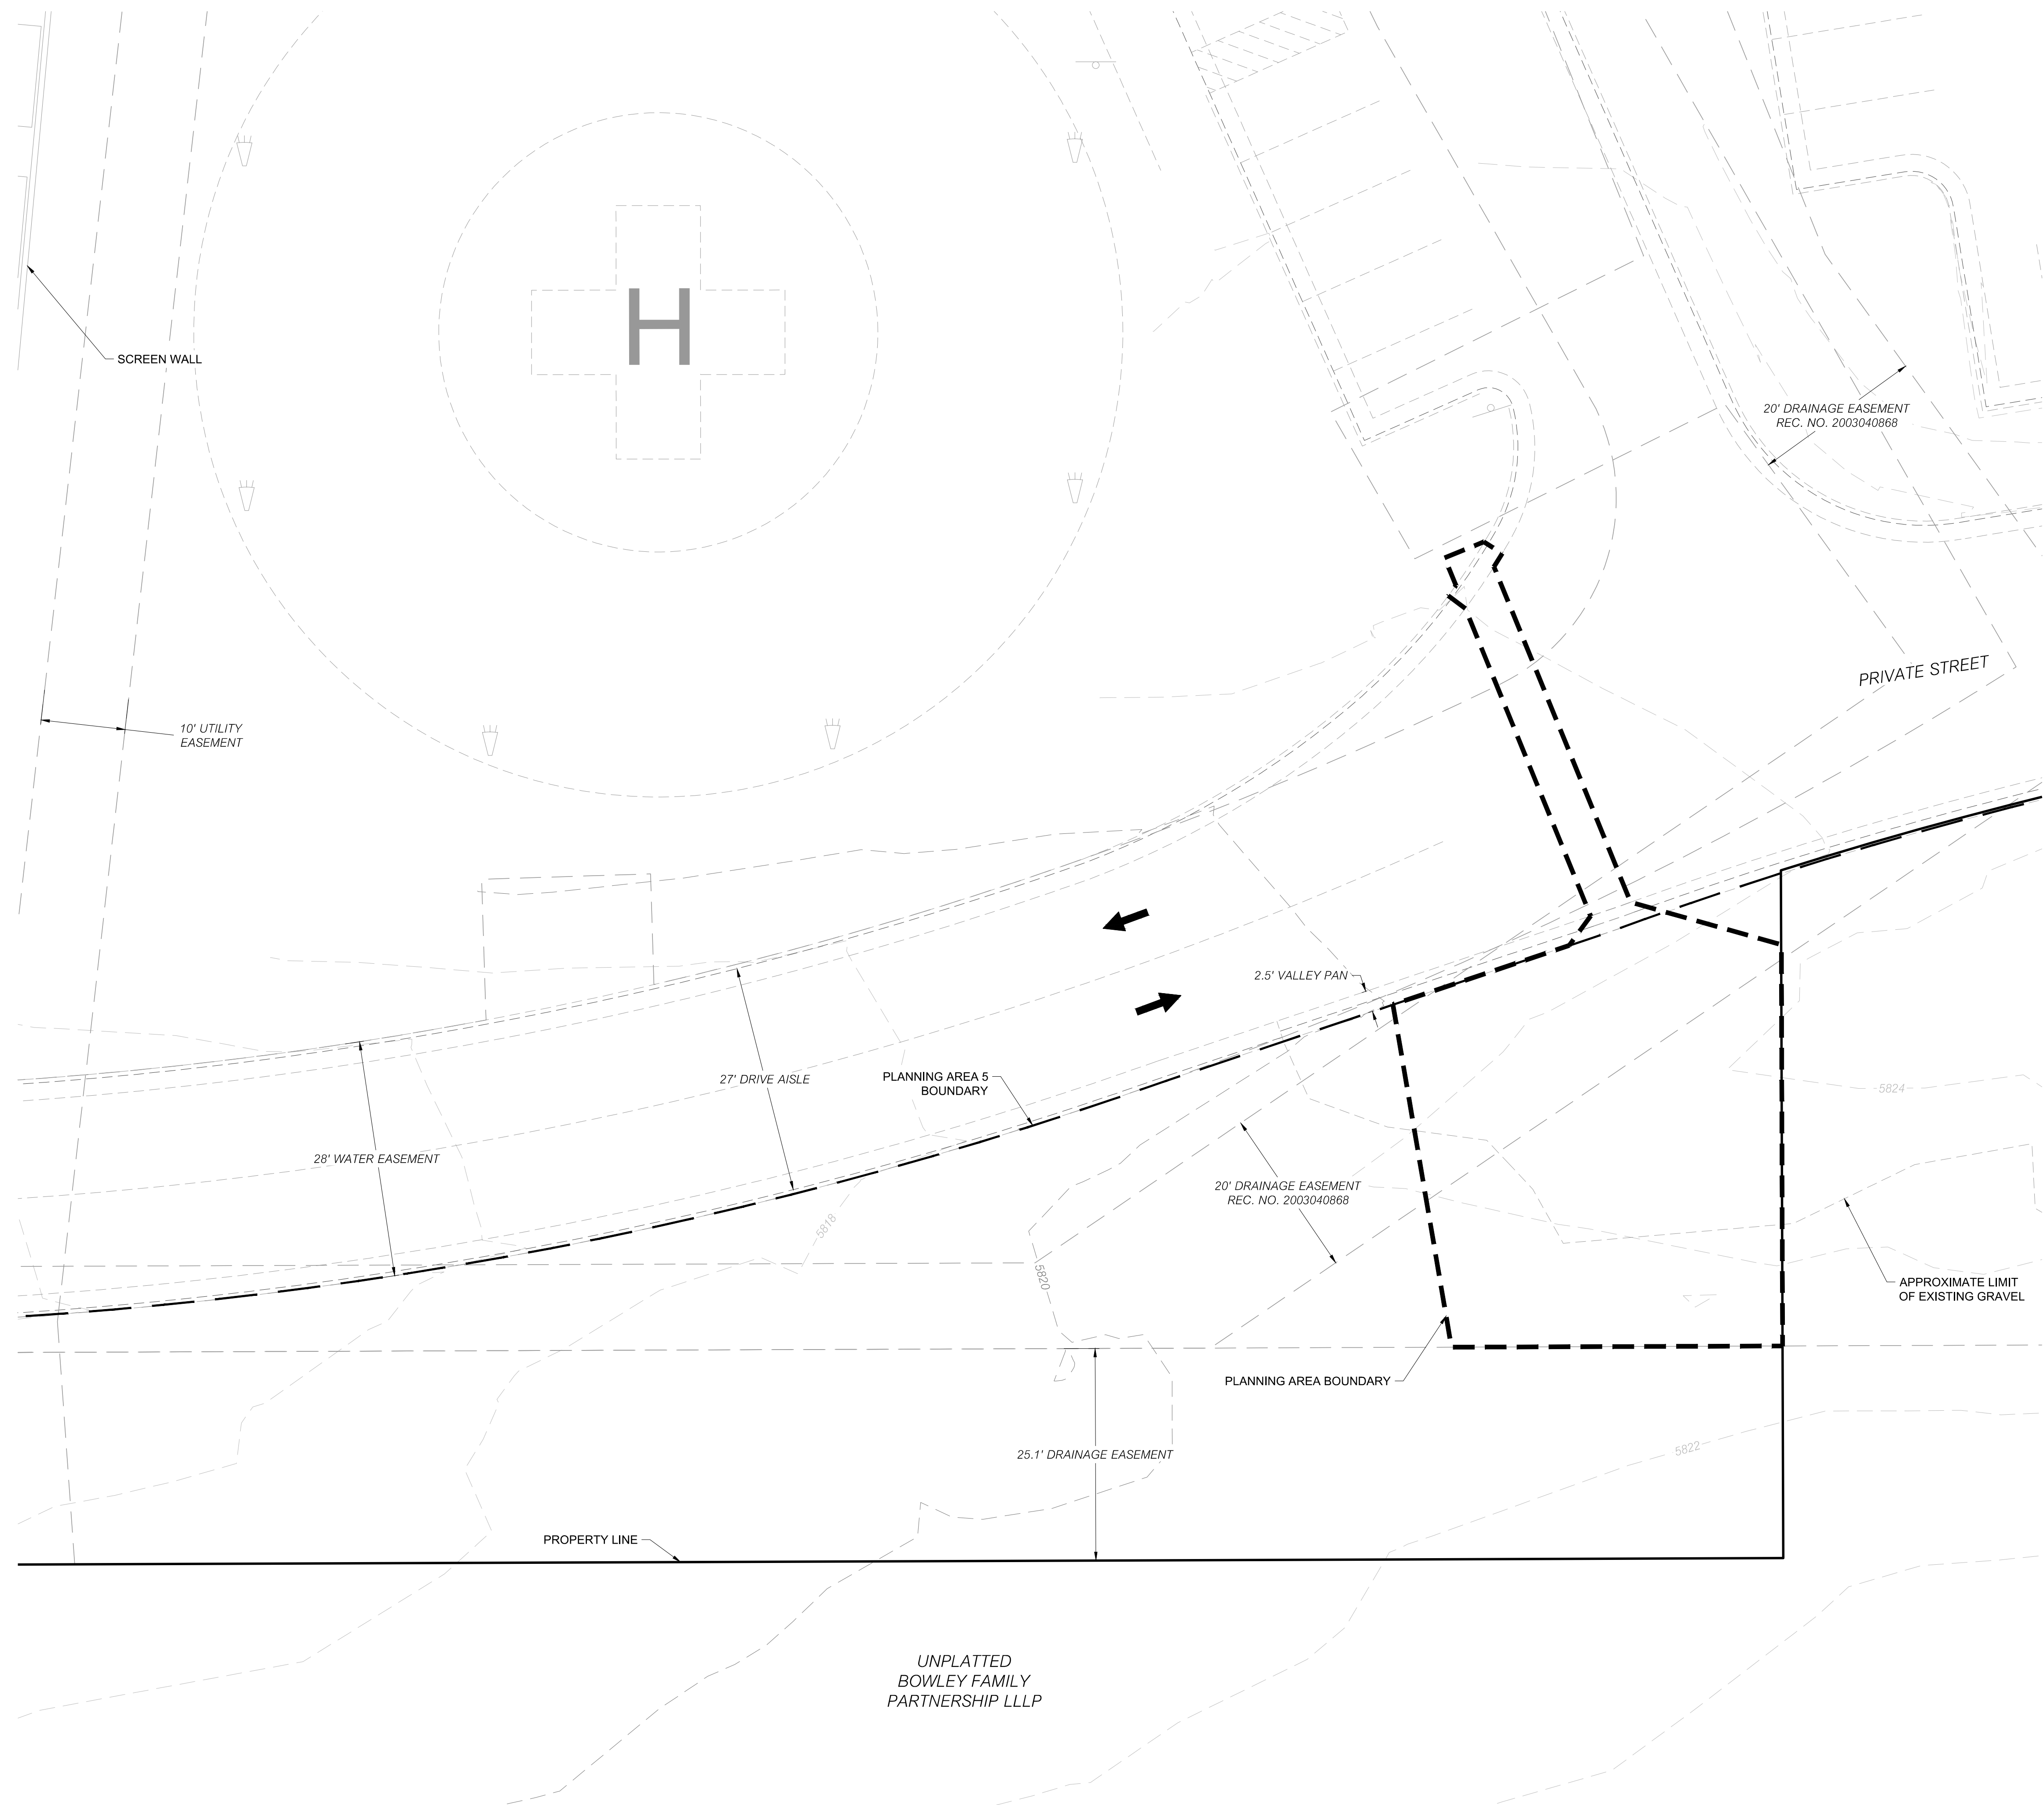 H
SCREEN WALL
20' DRAINAGE EASEMENT
REC. NO. 2003040868
PRIVATE STREET
10' UTILITY
EASEMENT
2.5' VALLEY PAN
27' DRIVE AISLE
PLANNING AREA 5
BOUNDARY
5824
28' WATER EASEMENT
20' DRAINAGE EASEMENT
REC. NO. 2003040868
5818
5820
APPROXIMATE LIMIT
OF EXISTING GRAVEL
PLANNING AREA BOUNDARY
25.1' DRAINAGE EASEMENT
5822
PROPERTY LINE
UNPLATTED
BOWLEY FAMILY
PARTNERSHIP LLLP